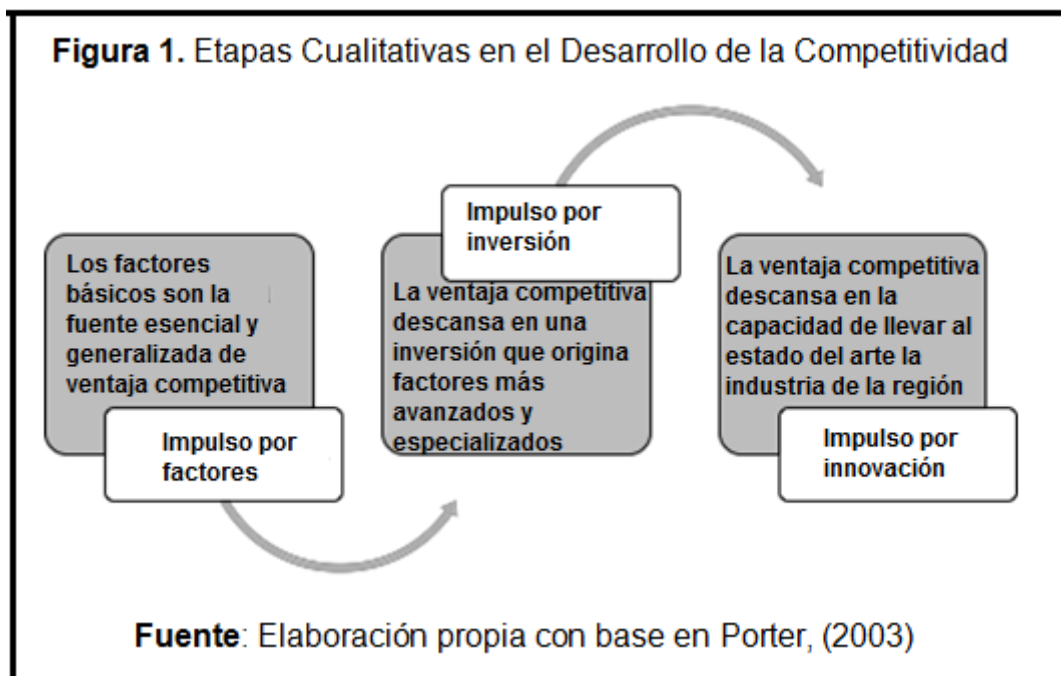 Figura 1. Etapas Cualitativas en el Desarrollo de la Competitividad
Los factores
básicos son la
fuente esencial y
generalizada de
ventaja competitiva
Impulso por
factores
Impulso por
inversión
La ventaja competitiva
descansa en una
inversión que origina
factores más
avanzados y
especializados
La ventaja competitiva
descansa en la
capacidad de llevar al
estado del arte la
industria de la región
Impulso por
innovación
Fuente: Elaboración propia con base en Porter, (2003)